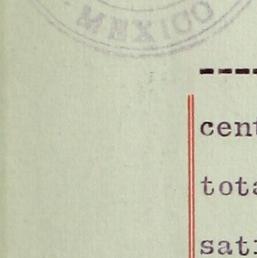 MEXICO
----
cent
tota
sati